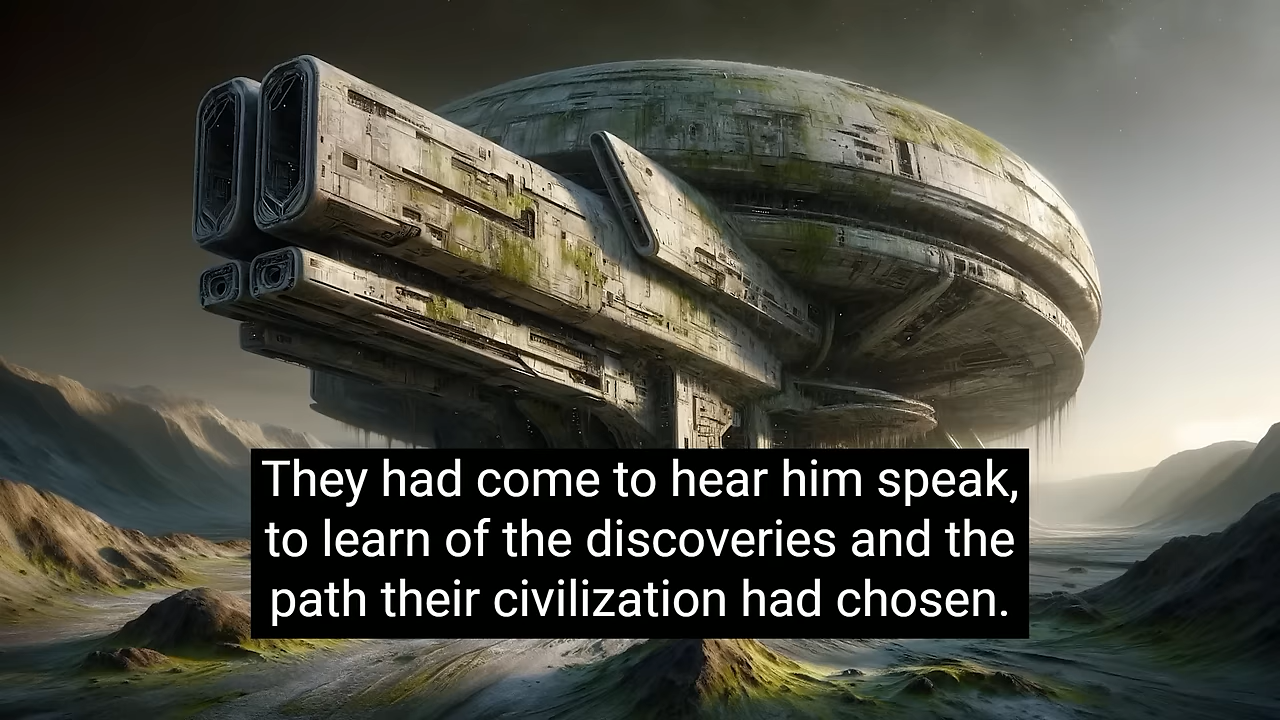 They had come to hear him speak,
to learn of the discoveries and the
path their civilization had chosen.